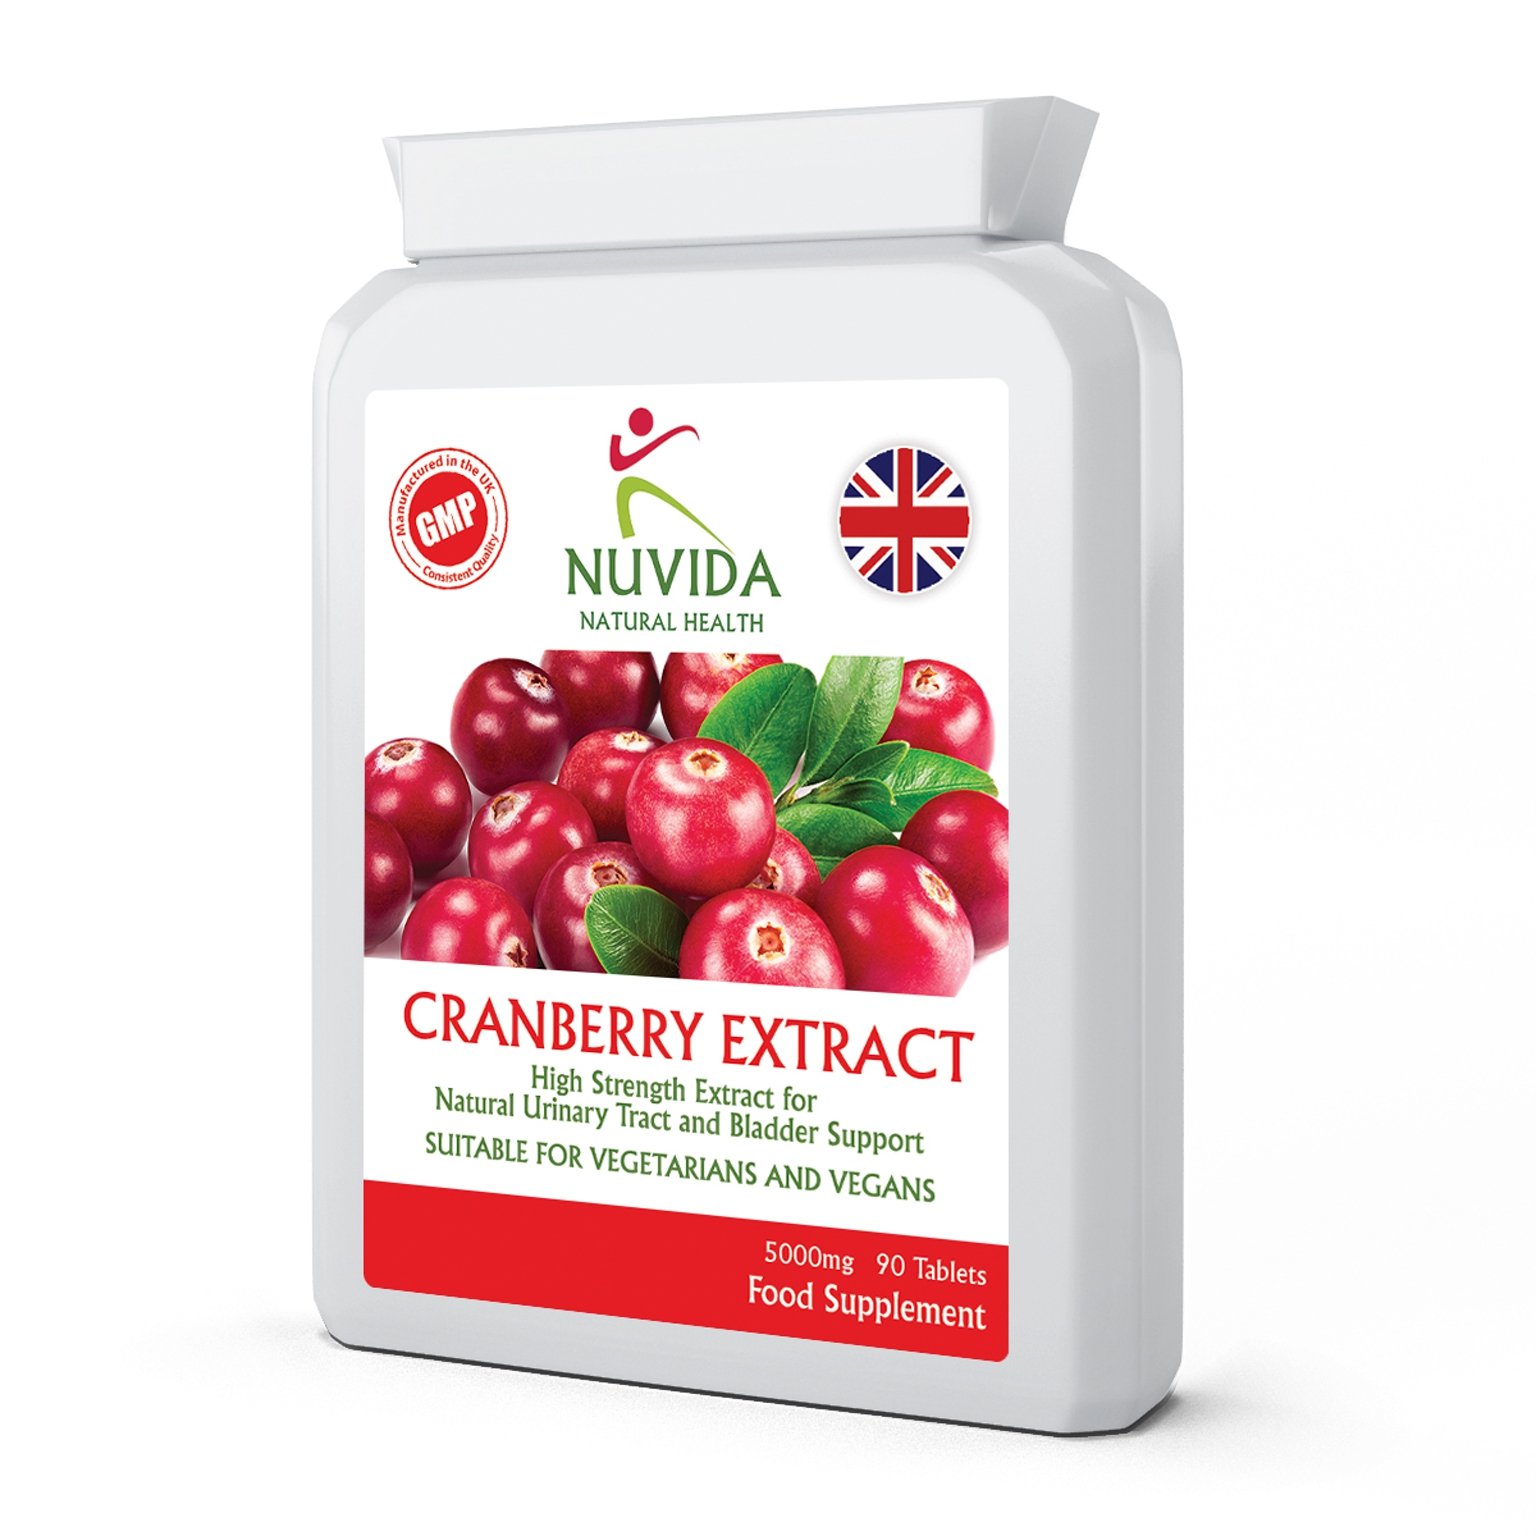 Manufactured in the UK
GMP
Consistent Quality
NUVIDA
NATURAL HEALTH
CRANBERRY EXTRACT
High Strength Extract for
Natural Urinary Tract and Bladder Support
SUITABLE FOR VEGETARIANS AND VEGANS
5000mg 90 Tablets
Food Supplement